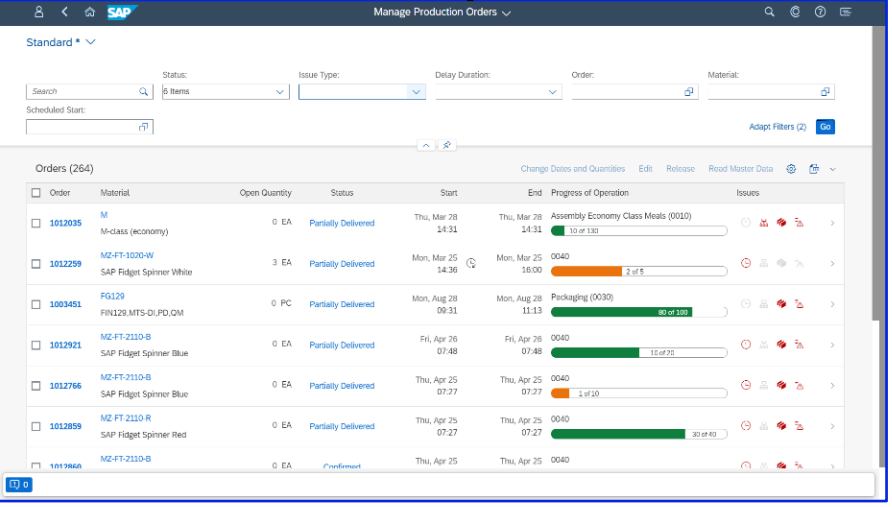 SAP Manage Production Orders
Standard *
Status: Issue Type: Delay Duration: Order: Material:
Search 6 Items
Scheduled Start:
Adapt Filters (2) Go
Orders (264) Change Dates and Quantities Edit Release Read Master Data
Order Material Open Quantity Status Start End Progress of Operation Issues
1012035 M 0 EA Partially Delivered Thu, Mar 28 Thu, Mar 28 Assembly Economy Class Meals (0010)
M-class (economy) 14:31 14:31 10 of 130
1012259 MZ-FT-1020-W 3 EA Partially Delivered Mon, Mar 25 Mon, Mar 25 0040
SAP Fidget Spinner White 14:36 16:00 2 of 5
1003451 FG129 0 PC Partially Delivered Mon, Aug 28 Mon, Aug 28 Packaging (0030)
FIN129,MTS-DI,PD,QM 09:31 11:13 80 of 100
1012921 MZ-FT-2110-B 0 EA Partially Delivered Fri, Apr 26 Fri, Apr 26 0040
SAP Fidget Spinner Blue 07:48 07:48 10 of 20
1012766 MZ-FT-2110-B 0 EA Partially Delivered Thu, Apr 25 Thu, Apr 25 0040
SAP Fidget Spinner Blue 07:27 07:27 1 of 10
1012859 MZ-FT-2110-R 0 EA Partially Delivered Thu, Apr 25 Thu, Apr 25 0040
SAP Fidget Spinner Red 07:27 07:27 30 of 40
1012860 MZ-FT-2110-B 0 EA Confirmed Thu, Apr 25 Thu, Apr 25 0040
0